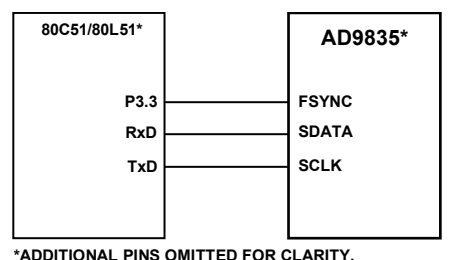 80C51/80L51*
AD9835*
P3.3
FSYNC
RxD
SDATA
TxD
SCLK
*ADDITIONAL PINS OMITTED FOR CLARITY.